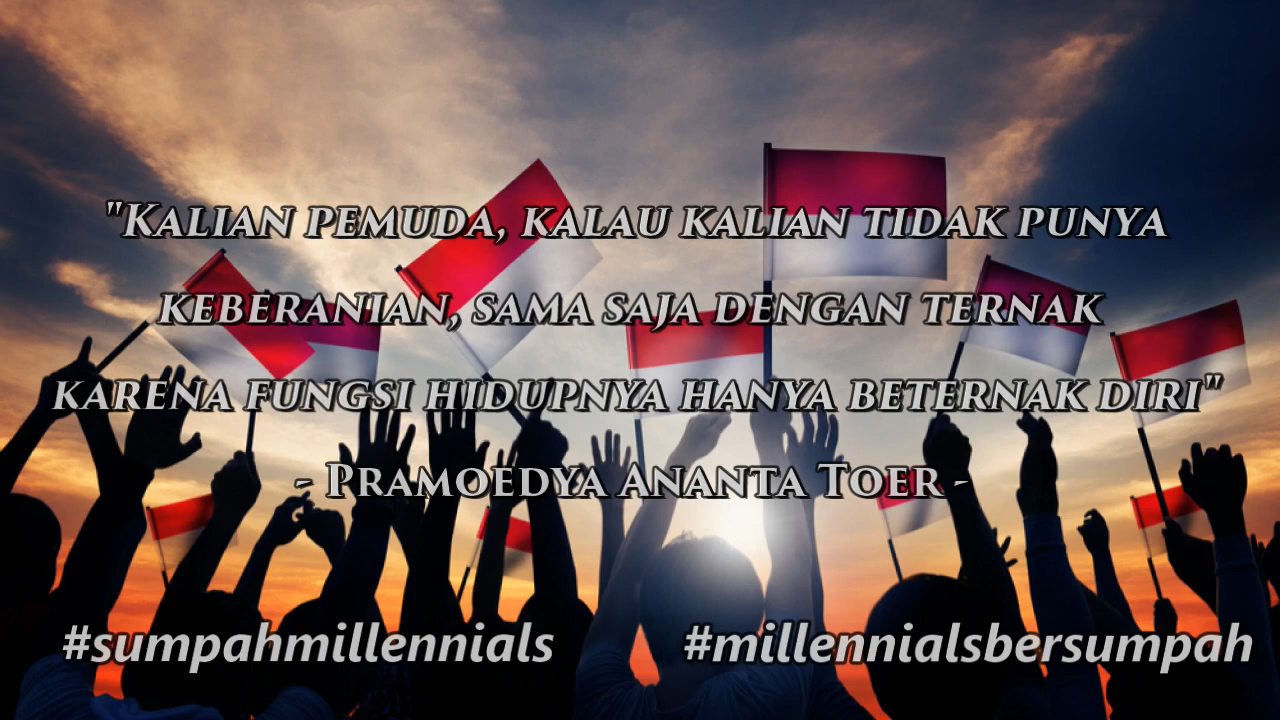 "Kalian pemuda, kalau kalian tidak punya
keberanian, sama saja dengan ternak
karena fungsi hidupnya hanya beternak diri"
- Pramoedya Ananta Toer -
#sumpahmillennials #millennialsbersumpah